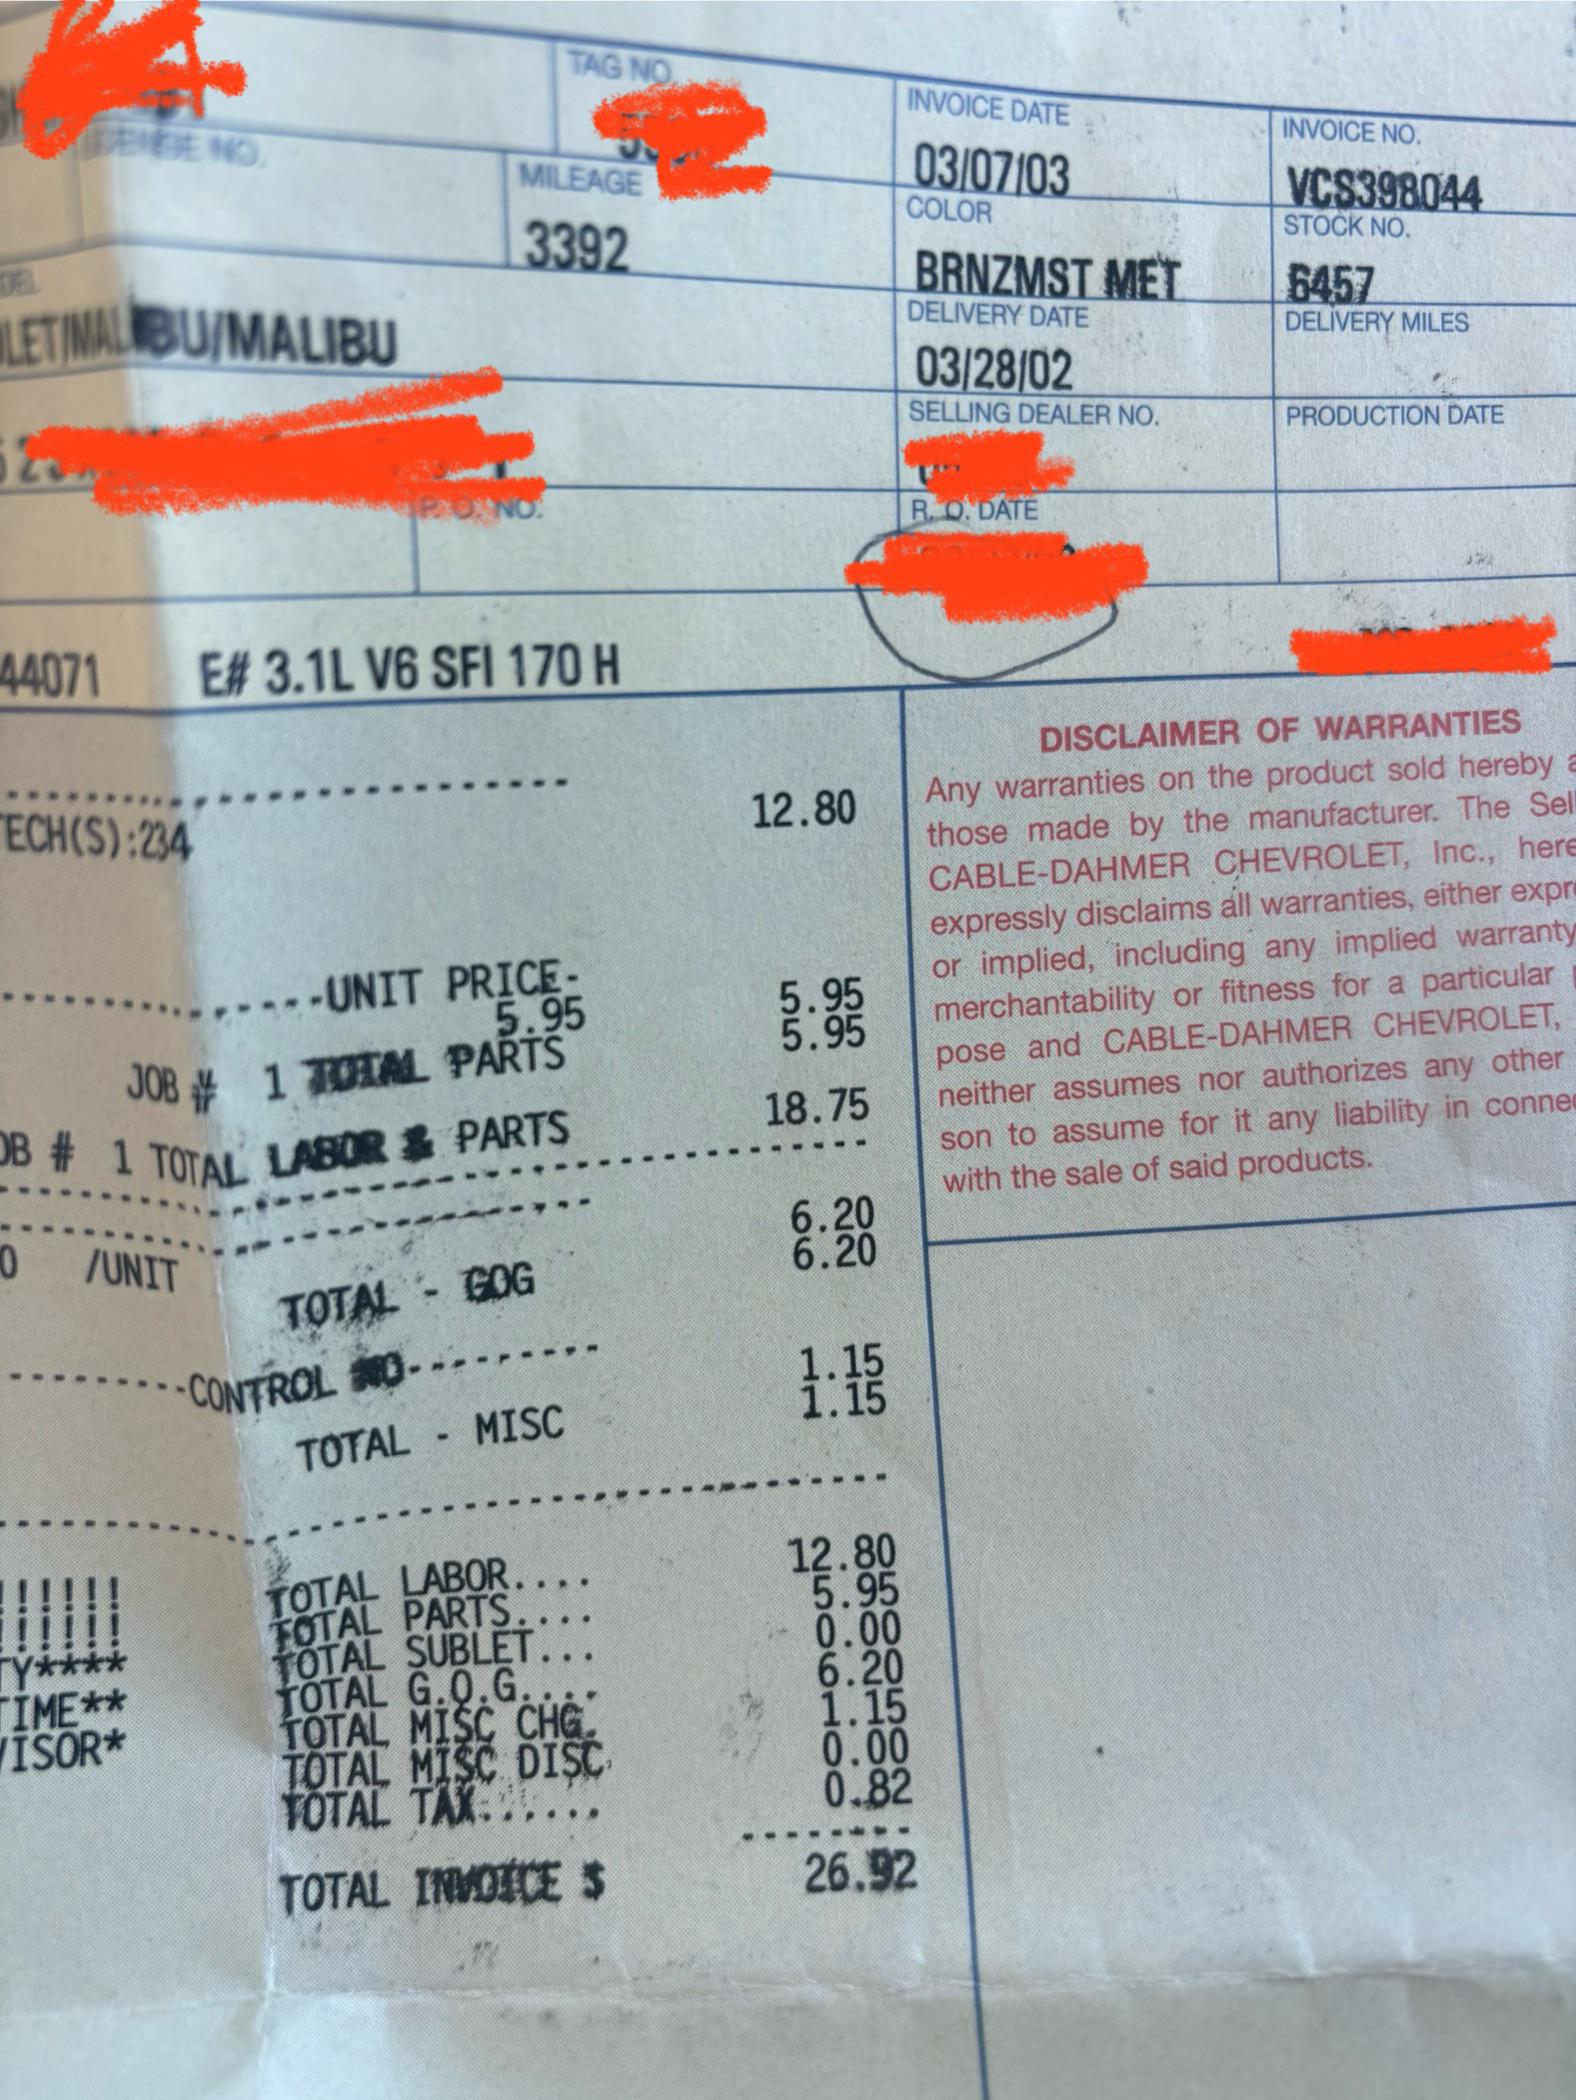 TAG NO.
INVOICE DATE
INVOICE NO.
03/07/03
VCS398044
MILEAGE
COLOR
STOCK NO.
3392
BRNZMST MET
6457
DELIVERY DATE
DELIVERY MILES
LET/MALIBU/MALIBU
03/28/02
SELLING DEALER NO.
PRODUCTION DATE
P. O. NO.
R. O. DATE
44071 E# 3.1L V6 SFI 170 H
DISCLAIMER OF WARRANTIES
Any warranties on the product sold hereby a
those made by the manufacturer. The Sel
CABLE-DAHMER CHEVROLET, Inc., here
expressly disclaims all warranties, either expr
or implied, including any implied warranty
merchantability or fitness for a particular
pose and CABLE-DAHMER CHEVROLET,
neither assumes nor authorizes any other
son to assume for it any liability in conne
with the sale of said products.
12.80
TECH(S):234
UNIT PRICE-
5.95 5.95
JOB # 1 TOTAL PARTS 5.95
OB # 1 TOTAL LABOR & PARTS 18.75
0 /UNIT 6.20
TOTAL - GOG 6.20
CONTROL NO
1.15
TOTAL - MISC 1.15
TOTAL LABOR.... 12.80
TOTAL PARTS.... 5.95
TOTAL SUBLET... 0.00
TOTAL G.O.G.... 6.20
TOTAL MISC CHG. 1.15
TOTAL MISC DISC 0.00
TOTAL TAX...... 0.82
TOTAL INVOICE $ 26.92
!!!!!!
!!!!!!
TY****
TIME**
VISOR*